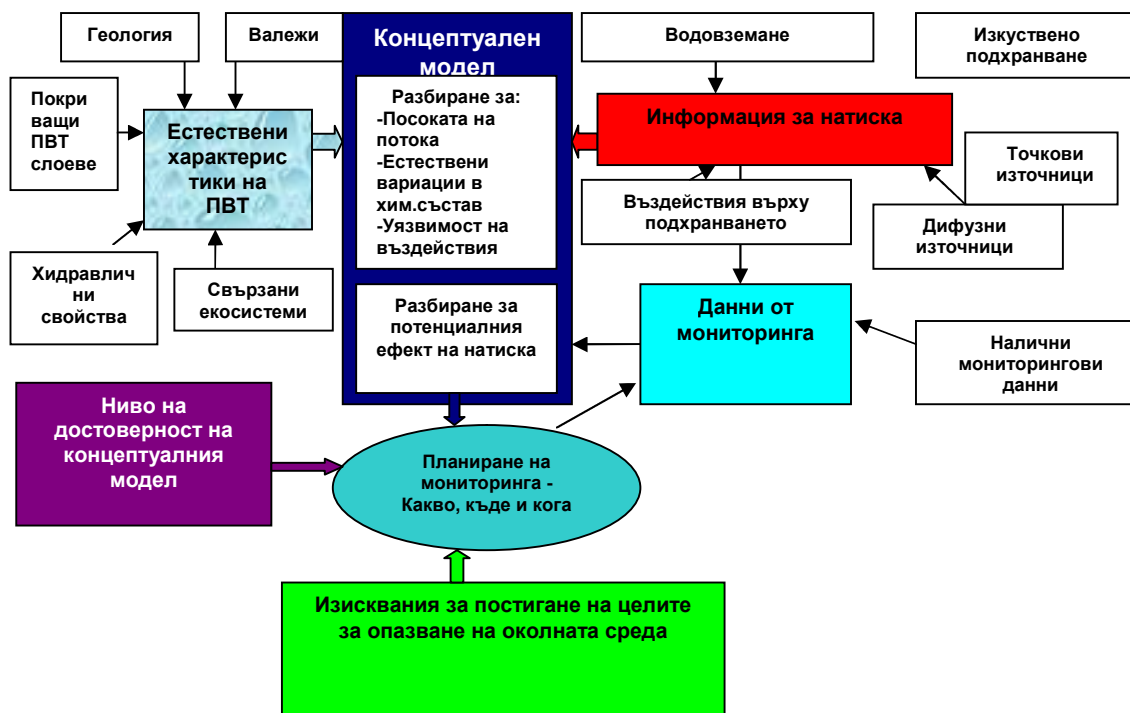 Геология
Валежи
Концептуален
модел
Водовземане
Изкуствено
подхранване
Покри
ващи
ПВТ
слоеве
Естествени
характерис
тики на
ПВТ
Разбиране за:
-Посоката на
потока
-Естествени
вариации в
хим.състав
-Уязвимост на
въздействия
Информация за натиска
Точкови
източници
Въздействия върху
подхранването
Дифузни
източници
Хидравлич
ни
свойства
Свързани
екосистеми
Разбиране за
потенциалния
ефект на натиска
Данни от
мониторинга
Налични
мониторингови
данни
Ниво на
достоверност на
концептуалния
модел
Планиране на
мониторинга -
Какво, къде и кога
Изисквания за постигане на целите
за опазване на околната среда